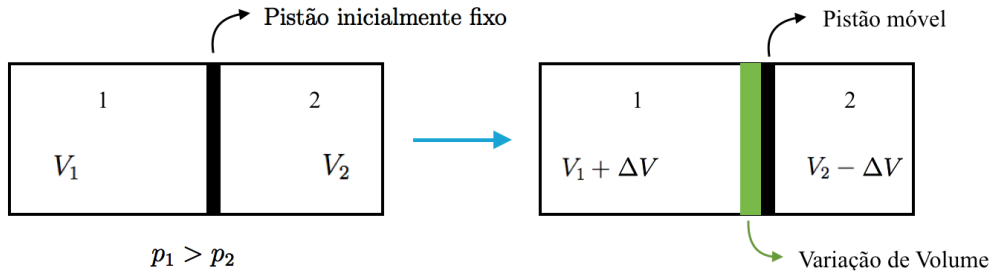 Pistão inicialmente fixo
1
2
V₁
V₂
p₁ > p₂
Pistão móvel
1
2
V₁ + ΔV
V₂ − ΔV
Variação de Volume